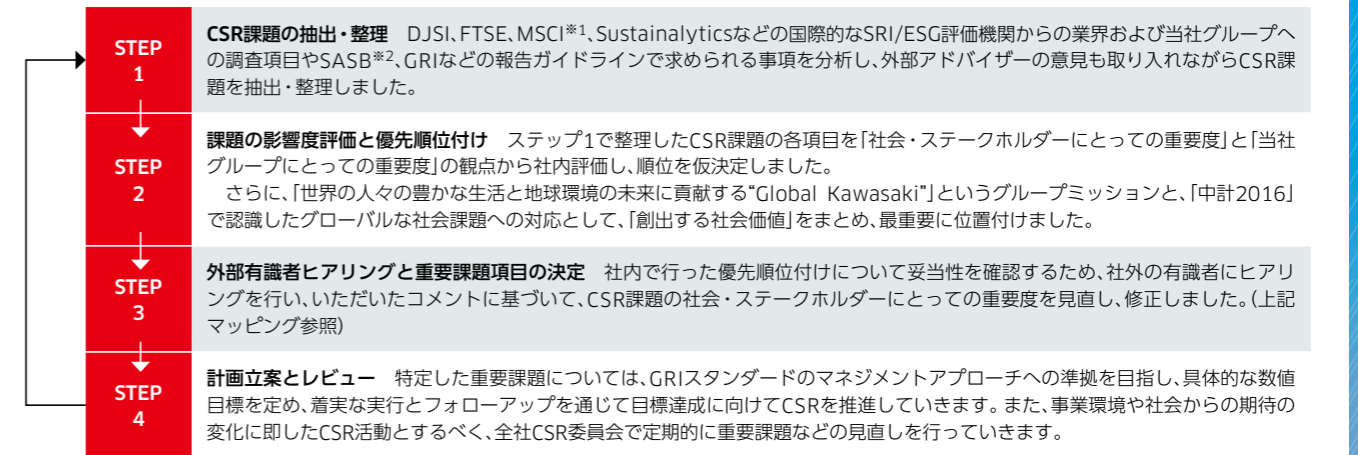 STEP
1
CSR課題の抽出・整理　DJSI、FTSE、MSCI※1、Sustainalyticsなどの国際的なSRI/ESG評価機関からの業界および当社グループへ
の調査項目やSASB※2、GRIなどの報告ガイドラインで求められる事項を分析し、外部アドバイザーの意見も取り入れながらCSR課
題を抽出・整理しました。
STEP
2
課題の影響度評価と優先順位付け　ステップ1で整理したCSR課題の各項目を「社会・ステークホルダーにとっての重要度」と「当社
グループにとっての重要度」の観点から社内評価し、順位を仮決定しました。
　さらに、「世界の人々の豊かな生活と地球環境の未来に貢献する“Global Kawasaki”」というグループミッションと、「中計2016」
で認識したグローバルな社会課題への対応として、「創出する社会価値」をまとめ、最重要に位置付けました。
STEP
3
外部有識者ヒアリングと重要課題項目の決定　社内で行った優先順位付けについて妥当性を確認するため、社外の有識者にヒアリ
ングを行い、いただいたコメントに基づいて、CSR課題の社会・ステークホルダーにとっての重要度を見直し、修正しました。（上記
マッピング参照）
STEP
4
計画立案とレビュー　特定した重要課題については、GRIスタンダードのマネジメントアプローチへの準拠を目指し、具体的な数値
目標を定め、着実な実行とフォローアップを通じて目標達成に向けてCSRを推進していきます。また、事業環境や社会からの期待の
変化に即したCSR活動とするべく、全社CSR委員会で定期的に重要課題などの見直しを行っていきます。